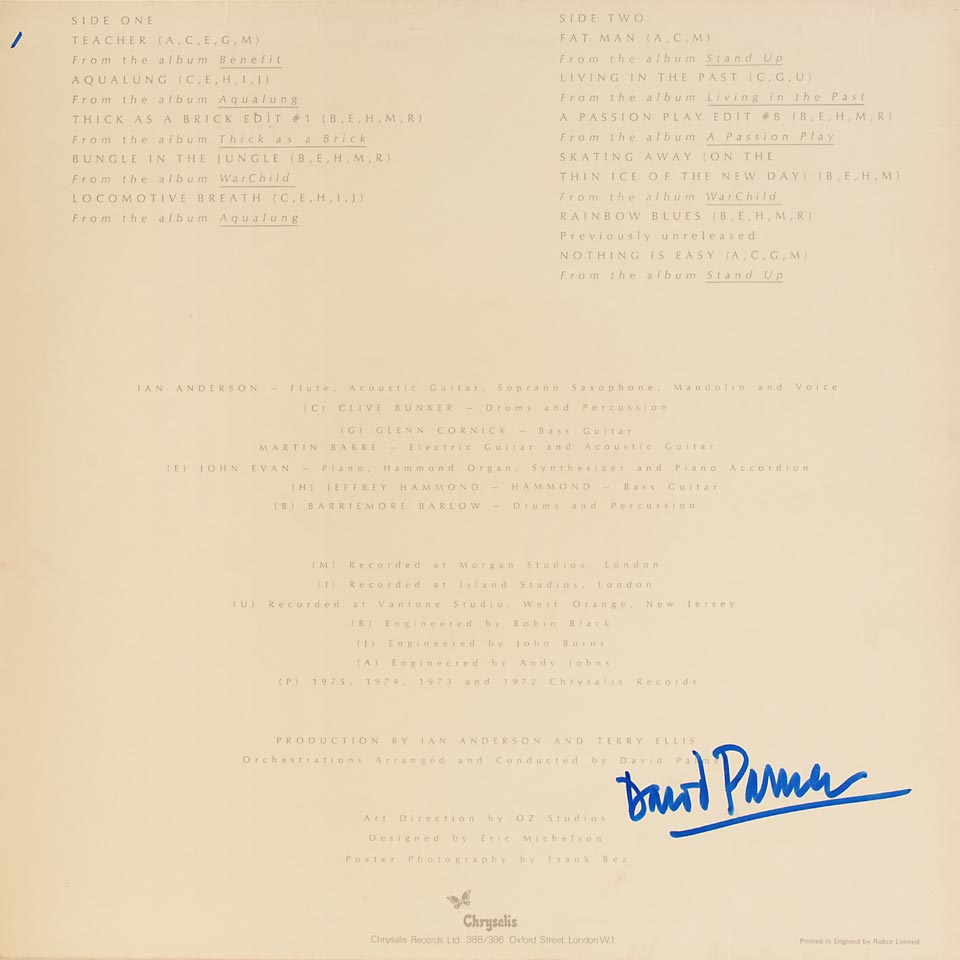 SIDE ONE
TEACHER (A,C,E,G,M)
From the album Benefit
AQUALUNG (C,E,H,I,J)
From the album Aqualung
THICK AS A BRICK EDIT #1 (B,E,H,M,R)
From the album Thick as a Brick
BUNGLE IN THE JUNGLE (B,E,H,M,R)
From the album WarChild
LOCOMOTIVE BREATH (C,E,H,I,J)
From the album Aqualung
SIDE TWO
FAT MAN (A,C,M)
From the album Stand Up
LIVING IN THE PAST (C,G,U)
From the album Living in the Past
A PASSION PLAY EDIT #8 (B,E,H,M,R)
From the album A Passion Play
SKATING AWAY (ON THE
THIN ICE OF THE NEW DAY) (B,E,H,M)
From the album WarChild
RAINBOW BLUES (B,E,H,M,R)
Previously unreleased
NOTHING IS EASY (A,C,G,M)
From the album Stand Up
IAN ANDERSON – Flute, Acoustic Guitar, Soprano Saxophone, Mandolin and Voice
(C) CLIVE BUNKER – Drums and Percussion
(G) GLENN CORNICK – Bass Guitar
MARTIN BARRE – Electric Guitar and Acoustic Guitar
(E) JOHN EVAN – Piano, Hammond Organ, Synthesizer and Piano Accordion
(H) JEFFREY HAMMOND – HAMMOND – Bass Guitar
(B) BARRIEMORE BARLOW – Drums and Percussion
(M) Recorded at Morgan Studios, London
(I) Recorded at Island Studios, London
(U) Recorded at Vantone Studio, West Orange, New Jersey
(R) Engineered by Robin Black
(J) Engineered by John Burns
(A) Engineered by Andy Johns
(P) 1975, 1974, 1973 and 1972 Chrysalis Records
PRODUCTION BY IAN ANDERSON AND TERRY ELLIS
Orchestrations Arranged and Conducted by David Palmer
David Palmer
Art Direction by OZ Studios
Designed by Eric Michelson
Poster Photography by Frank Bez
Chrysalis
Chrysalis Records Ltd 388/396 Oxford Street London W.1.
Printed in England by Robor Limited